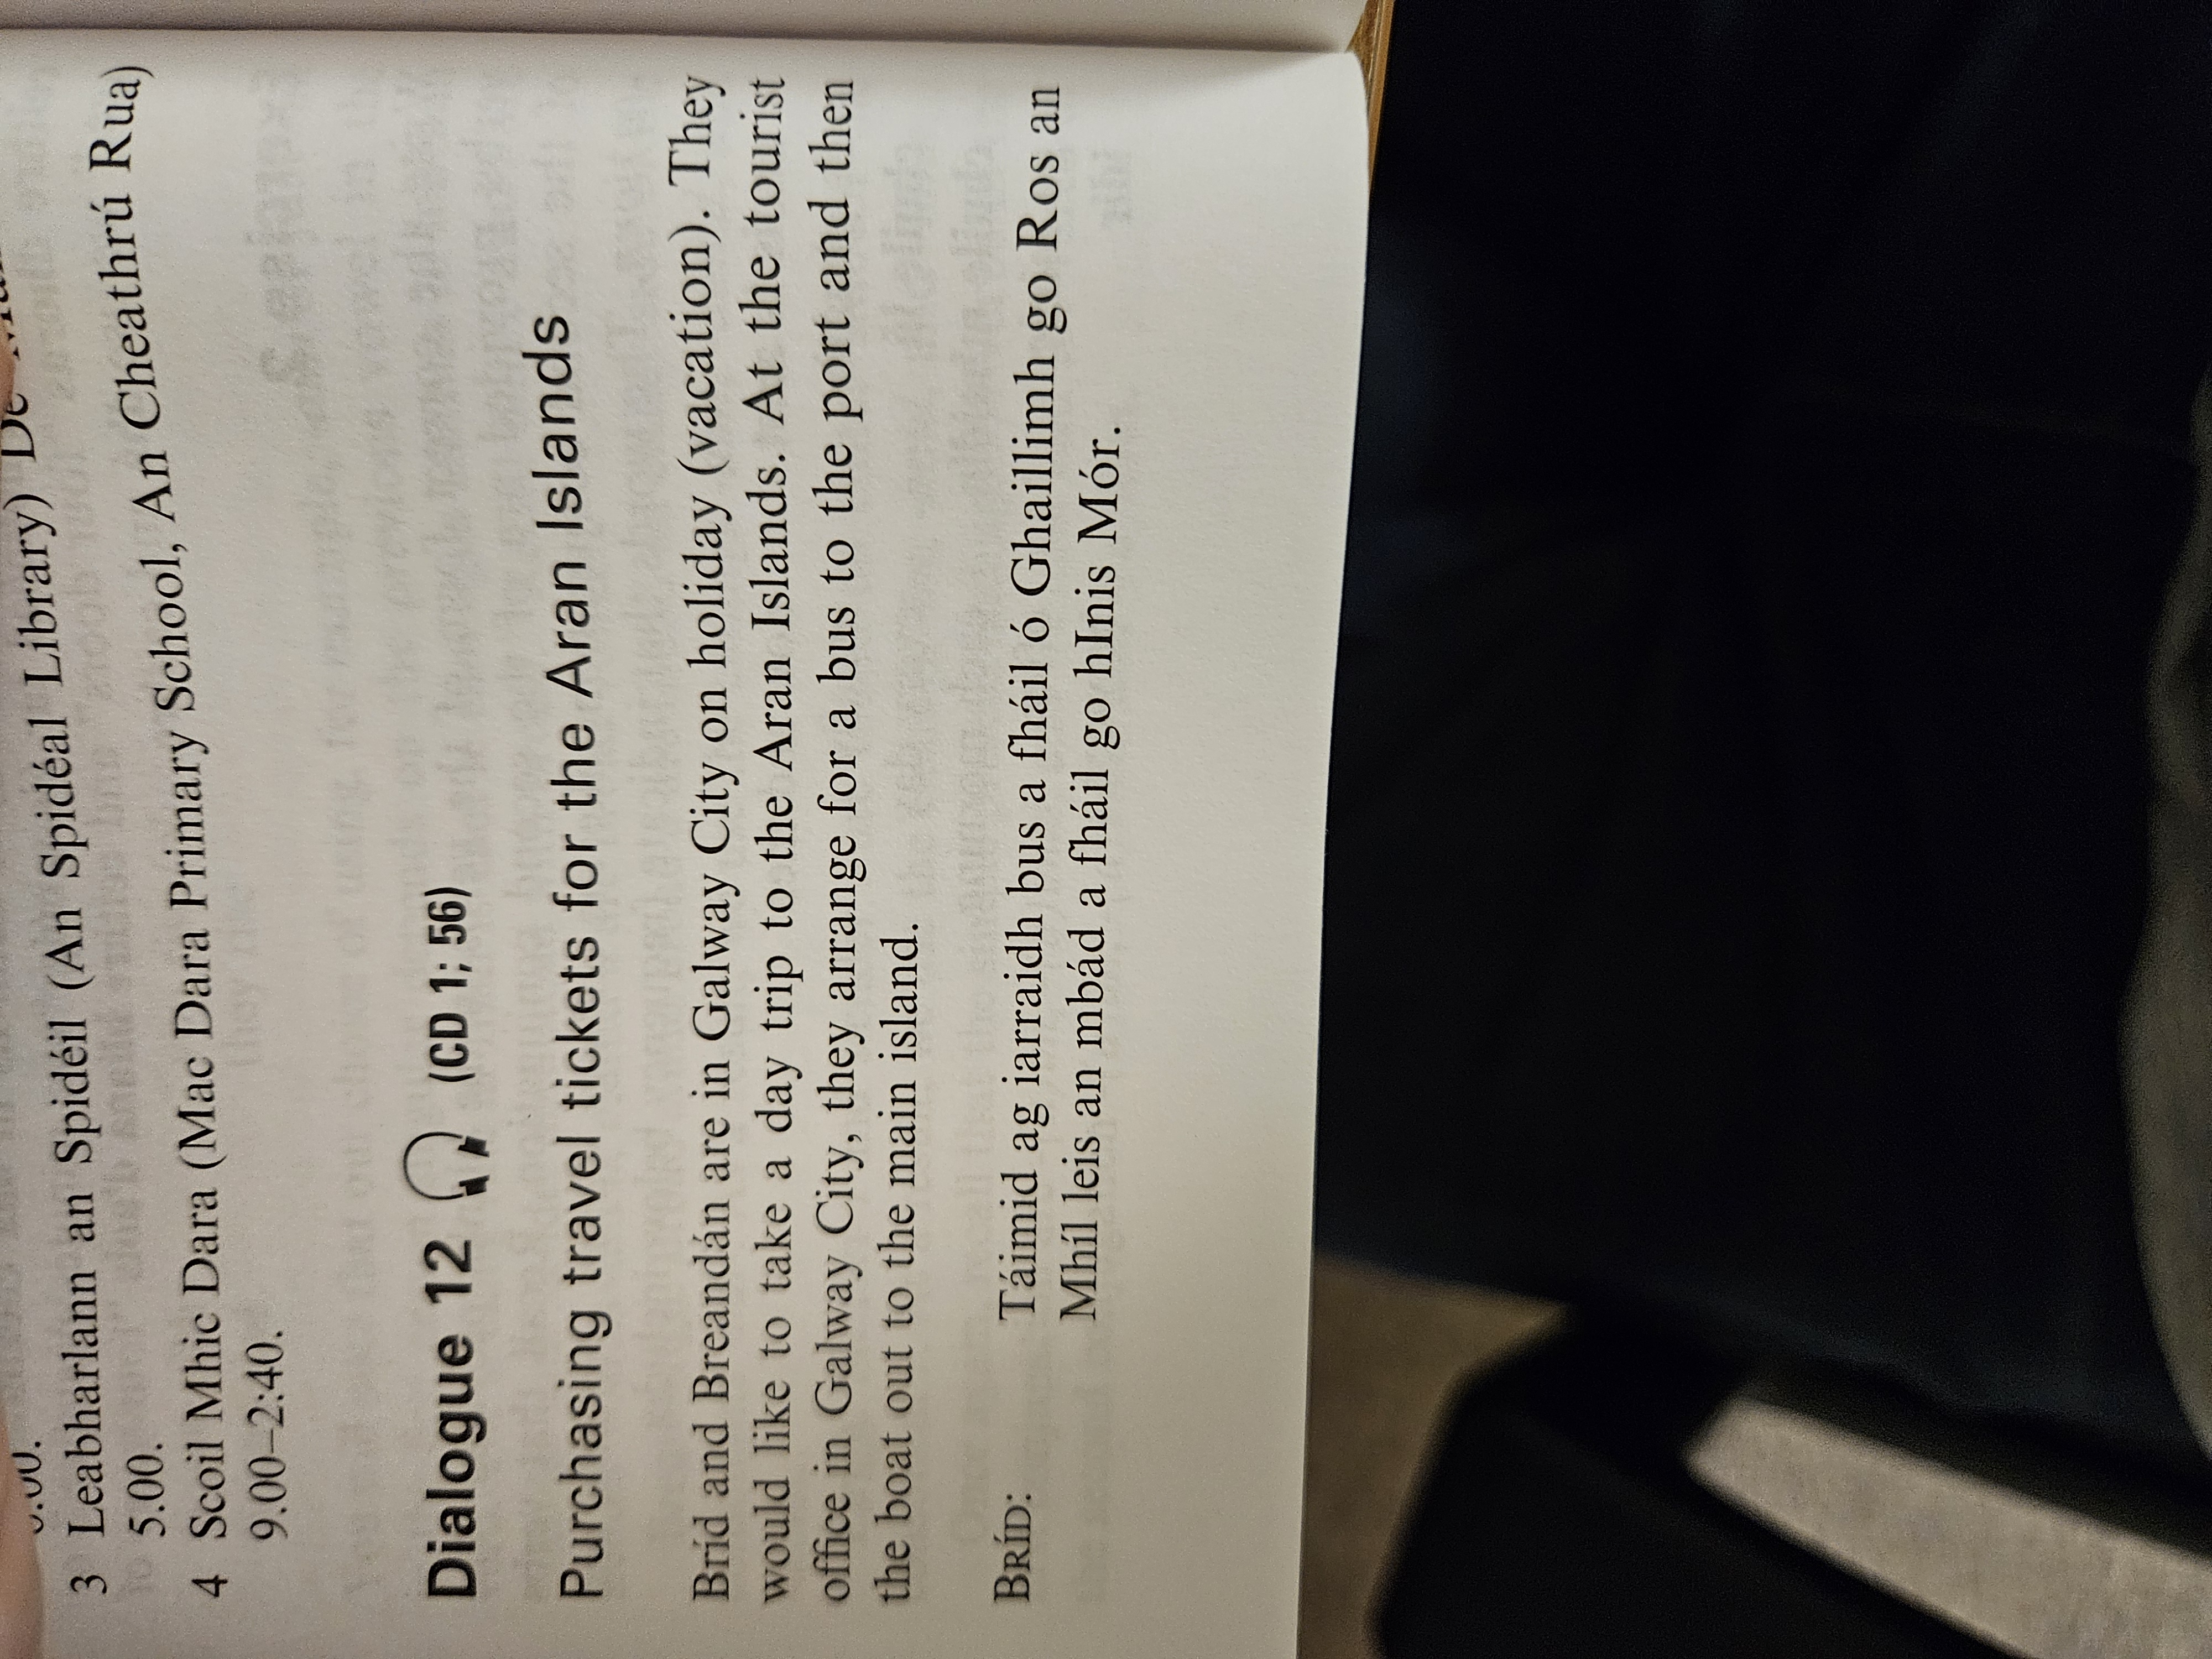 3 Leabharlann an Spidéil (An Spidéal Library) De
5.00.
4 Scoil Mhic Dara (Mac Dara Primary School, An Cheathrú Rua)
9.00–2:40.
Dialogue 12 (CD 1; 56)
Purchasing travel tickets for the Aran Islands
Bríd and Breandán are in Galway City on holiday (vacation). They
would like to take a day trip to the Aran Islands. At the tourist
office in Galway City, they arrange for a bus to the port and then
the boat out to the main island.
BRÍD: Táimid ag iarraidh bus a fháil ó Ghaillimh go Ros an
Mhíl leis an mbád a fháil go hInis Mór.